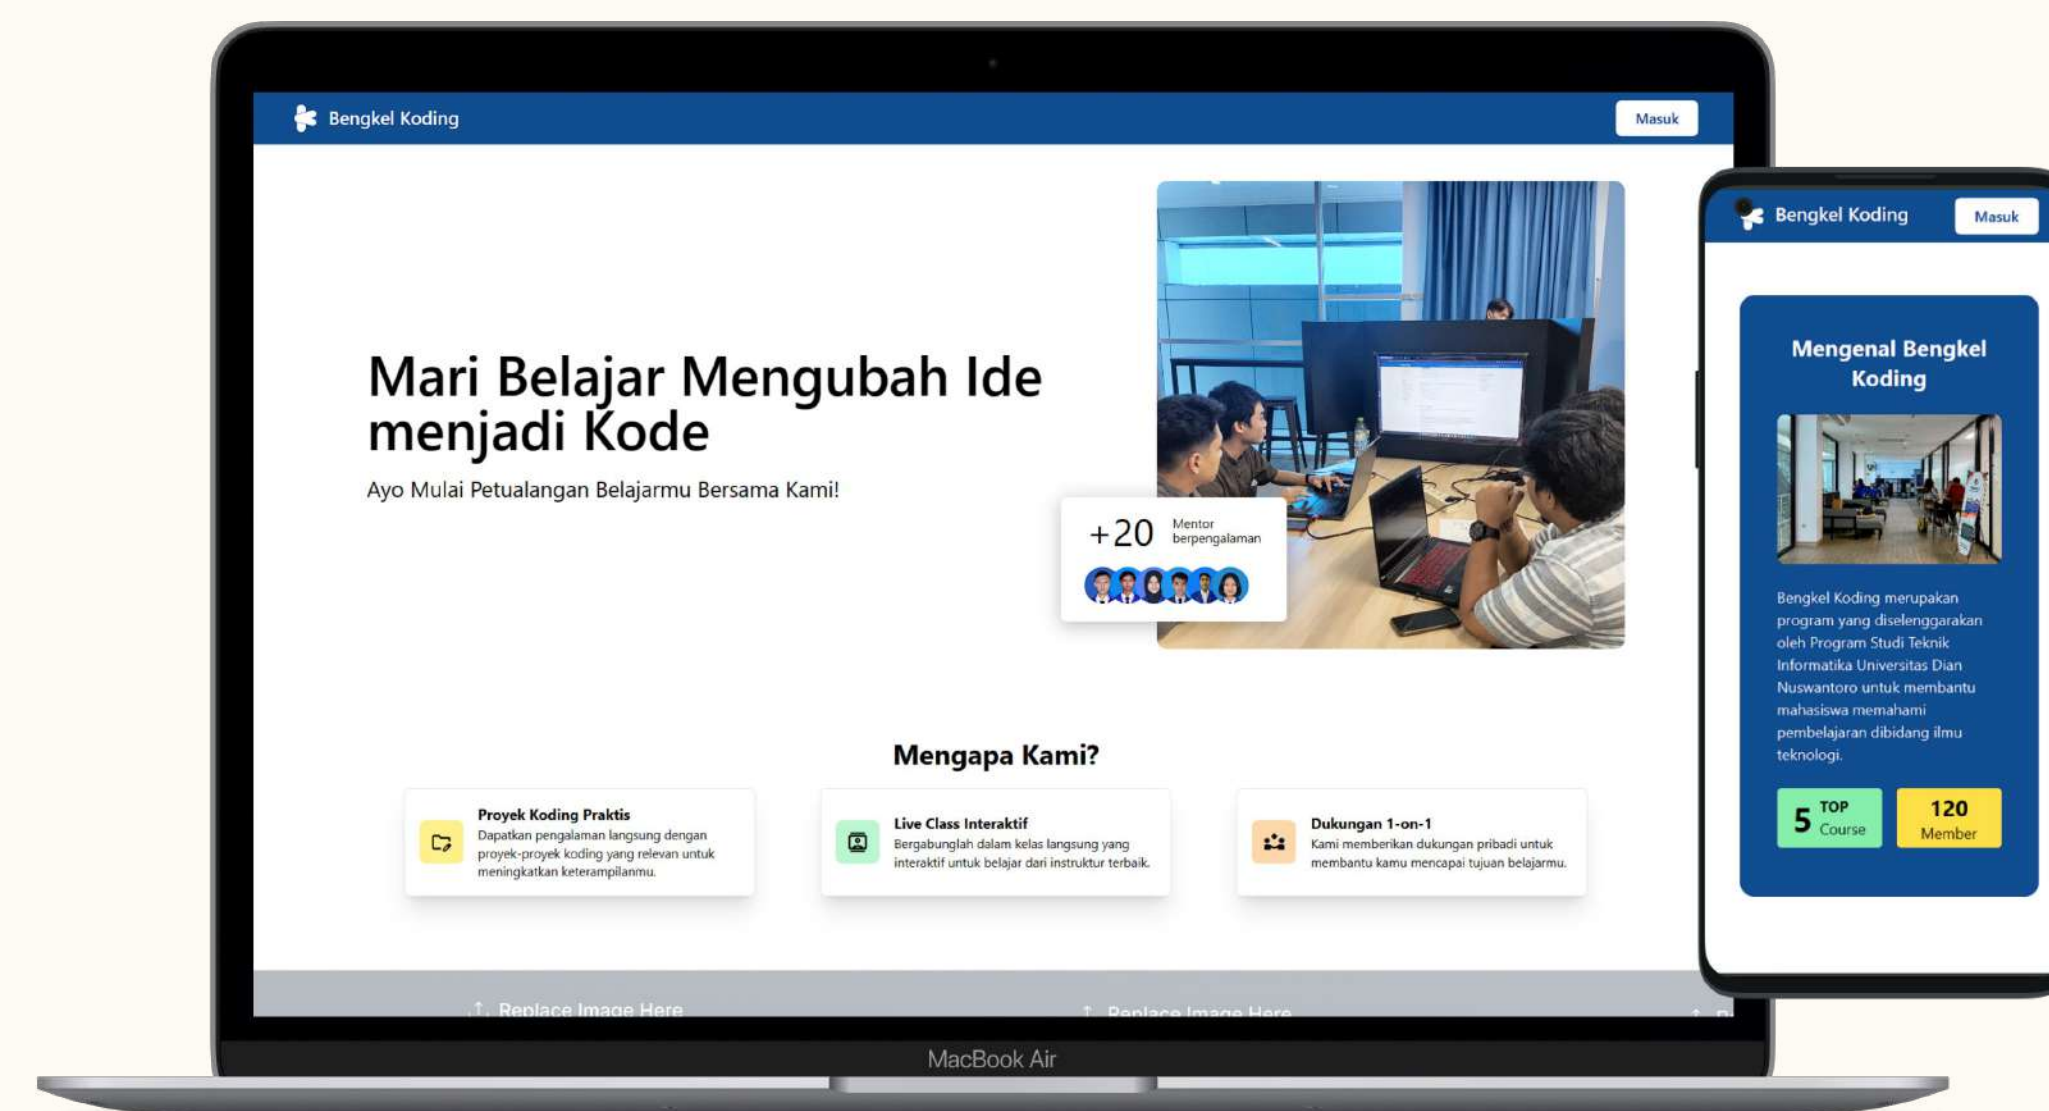 Bengkel Koding
Masuk
Mari Belajar Mengubah Ide
menjadi Kode
Ayo Mulai Petualangan Belajarmu Bersama Kami!
+20
Mentor
berpengalaman
Mengapa Kami?
Proyek Koding Praktis
Dapatkan pengalaman langsung dengan
proyek-proyek koding yang relevan untuk
meningkatkan keterampilanmu.
Live Class Interaktif
Bergabunglah dalam kelas langsung yang
interaktif untuk belajar dari instruktur terbaik.
Dukungan 1-on-1
Kami memberikan dukungan pribadi untuk
membantu kamu mencapai tujuan belajarmu.
Replace Image Here
Replace Image Here
MacBook Air
Bengkel Koding
Masuk
Mengenal Bengkel
Koding
Bengkel Koding merupakan
program yang diselenggarakan
oleh Program Studi Teknik
Informatika Universitas Dian
Nuswantoro untuk membantu
mahasiswa memahami
pembelajaran dibidang ilmu
teknologi.
5 TOP
Course
120
Member